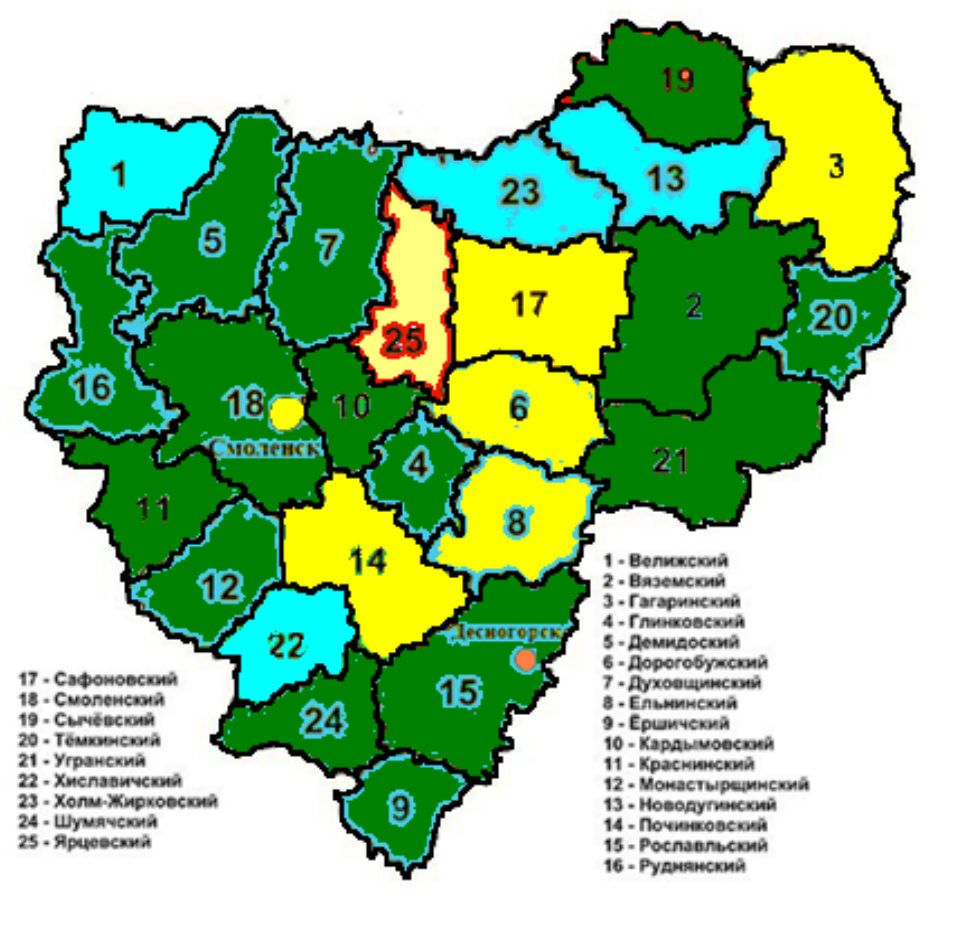 19
3
1
13
23
5
7
17
2
20
25
16
18
10
6
Смоленск
4
21
11
8
14
12
Десногорск
22
15
24
9
1 - Велижский
2 - Вяземский
3 - Гагаринский
4 - Глинковский
5 - Демидоский
6 - Дорогобужский
7 - Духовщинский
8 - Ельнинский
9 - Ёршичский
10 - Кардымовский
11 - Краснинский
12 - Монастырщинский
13 - Новодугинский
14 - Починковский
15 - Рославльский
16 - Руднянский
17 - Сафоновский
18 - Смоленский
19 - Сычёвский
20 - Тёмкинский
21 - Угранский
22 - Хиславичский
23 - Холм-Жирковский
24 - Шумячский
25 - Ярцевский